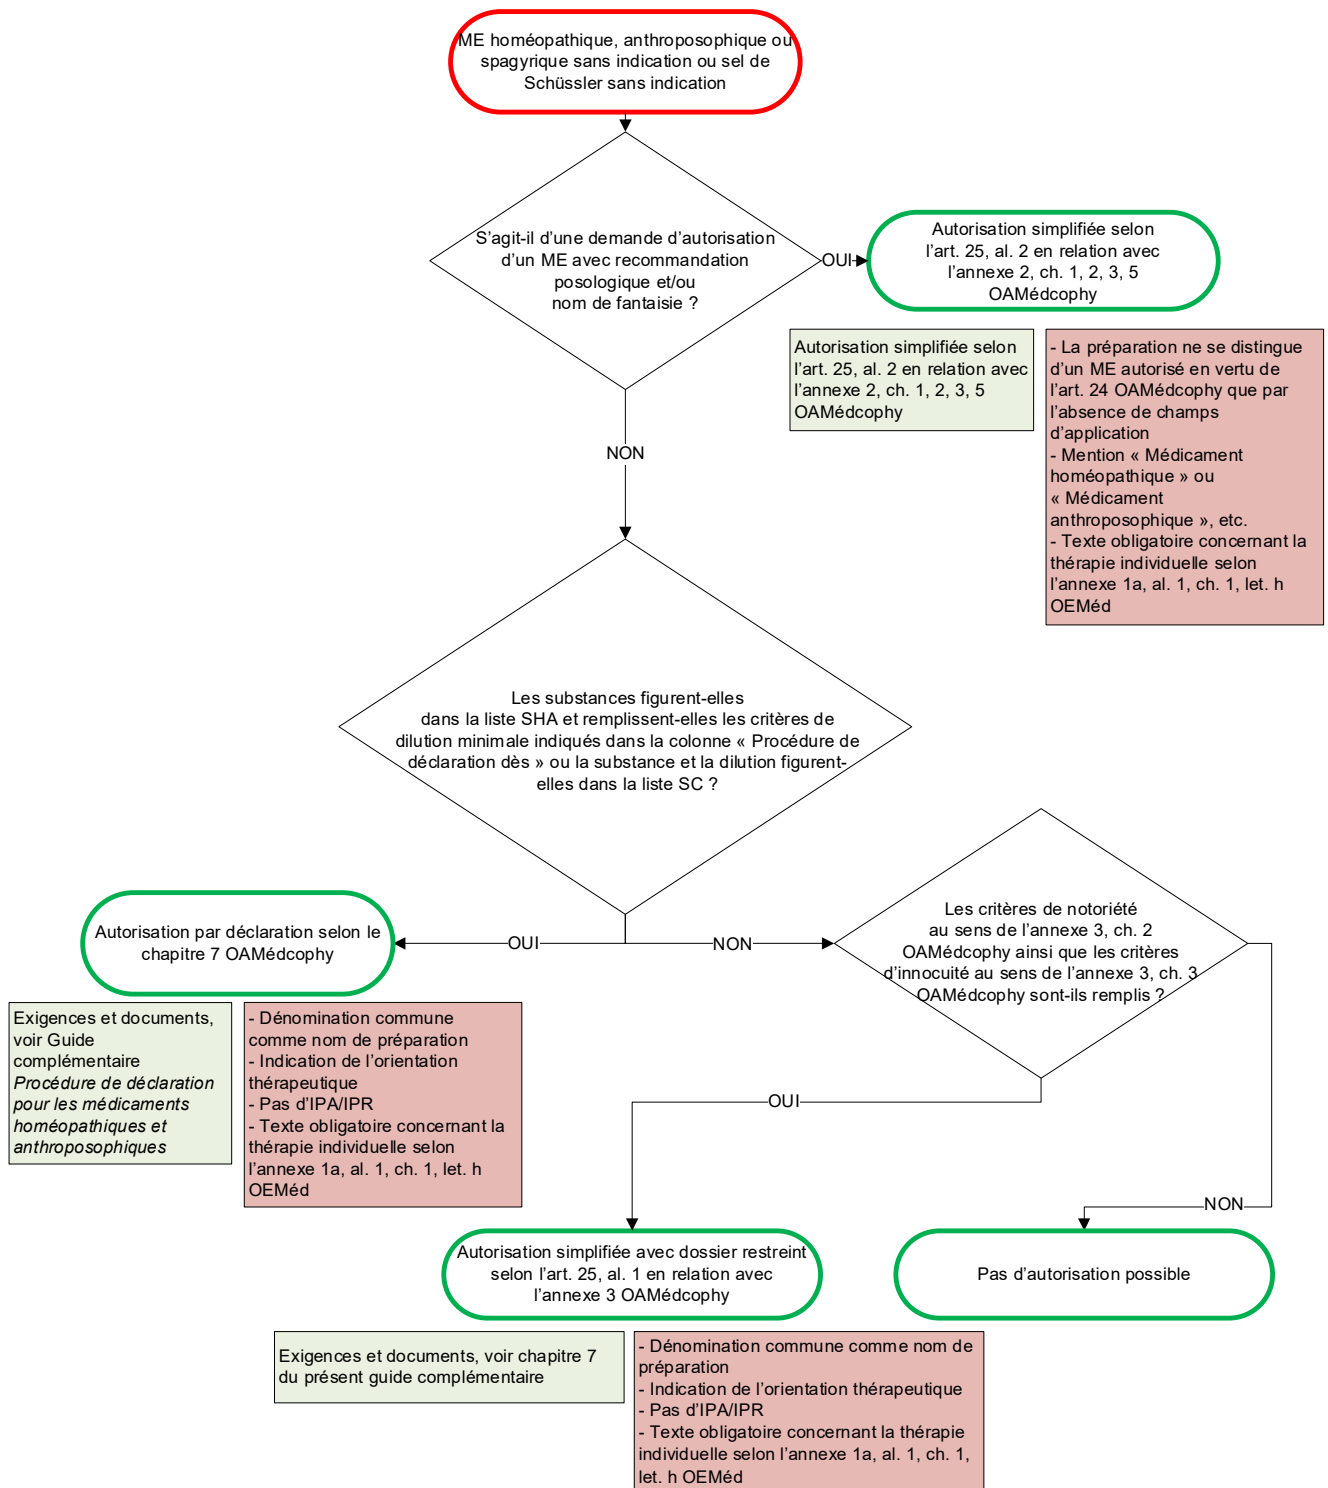 ME homéopathique, anthroposophique ou
spagyrique sans indication ou sel de
Schüssler sans indication
S’agit-il d’une demande d’autorisation
d’un ME avec recommandation
posologique et/ou
nom de fantaisie ?
OUI
Autorisation simplifiée selon
l’art. 25, al. 2 en relation avec
l’annexe 2, ch. 1, 2, 3, 5
OAMédcophy
Autorisation simplifiée selon
l’art. 25, al. 2 en relation avec
l’annexe 2, ch. 1, 2, 3, 5
OAMédcophy
- La préparation ne se distingue
d’un ME autorisé en vertu de
l’art. 24 OAMédcophy que par
l’absence de champs
d’application
- Mention « Médicament
homéopathique » ou
« Médicament
anthroposophique », etc.
- Texte obligatoire concernant la
thérapie individuelle selon
l’annexe 1a, al. 1, ch. 1, let. h
OEMéd
NON
Les substances figurent-elles
dans la liste SHA et remplissent-elles les critères de
dilution minimale indiqués dans la colonne « Procédure de
déclaration dès » ou la substance et la dilution figurent-
elles dans la liste SC ?
OUI
NON
Autorisation par déclaration selon le
chapitre 7 OAMédcophy
Exigences et documents,
voir Guide
complémentaire
Procédure de déclaration
pour les médicaments
homéopathiques et
anthroposophiques
- Dénomination commune
comme nom de préparation
- Indication de l’orientation
thérapeutique
- Pas d’IPA/IPR
- Texte obligatoire concernant la
thérapie individuelle selon
l’annexe 1a, al. 1, ch. 1, let. h
OEMéd
Les critères de notoriété
au sens de l’annexe 3, ch. 2
OAMédcophy ainsi que les critères
d’innocuité au sens de l’annexe 3, ch. 3
OAMédcophy sont-ils remplis ?
OUI
NON
Autorisation simplifiée avec dossier restreint
selon l’art. 25, al. 1 en relation avec
l’annexe 3 OAMédcophy
Pas d’autorisation possible
Exigences et documents, voir chapitre 7
du présent guide complémentaire
- Dénomination commune comme nom de
préparation
- Indication de l’orientation thérapeutique
- Pas d’IPA/IPR
- Texte obligatoire concernant la thérapie
individuelle selon l’annexe 1a, al. 1, ch. 1,
let. h OEMéd